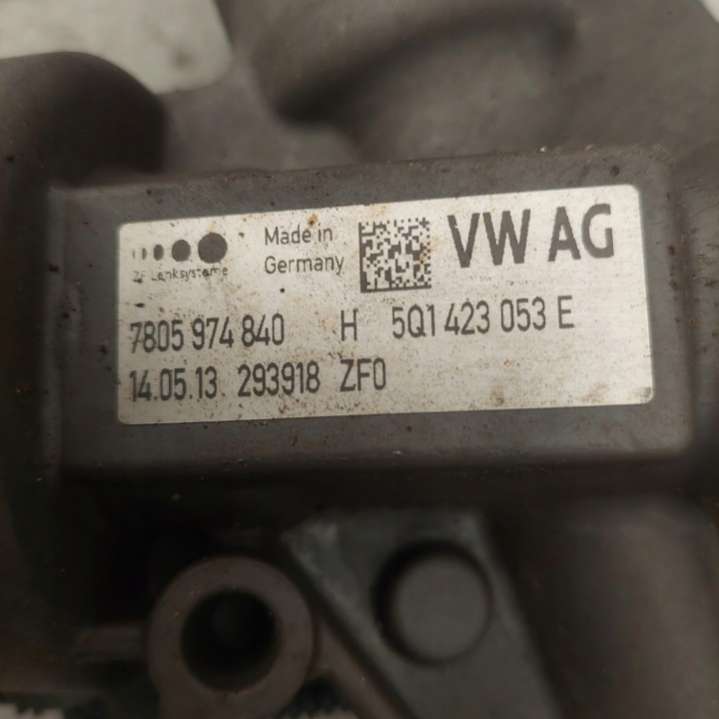 Made in
Germany
VW AG
ZF Lenksysteme
7805 974 840 H 5Q1 423 053 E
14.05.13 293918 ZF0